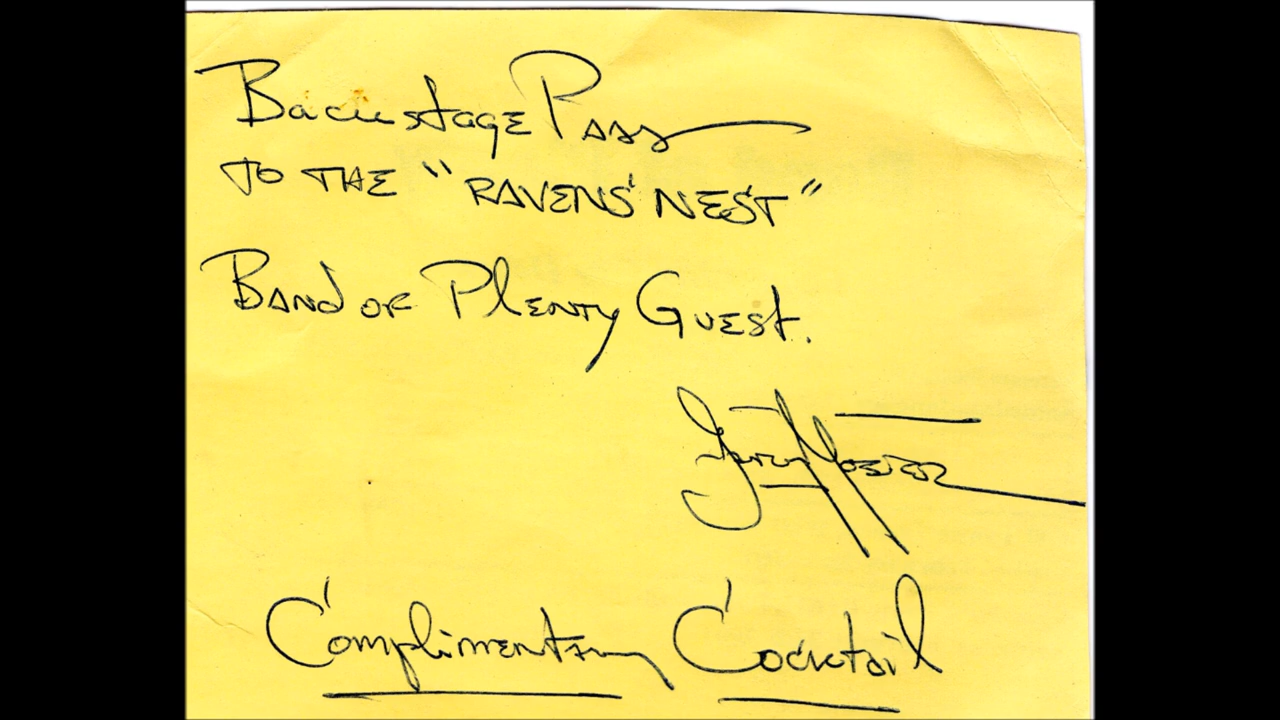 Backstage Pass
TO THE "RAVENS' NEST"
Band of Plenty Guest.
Complimentary Cocktail